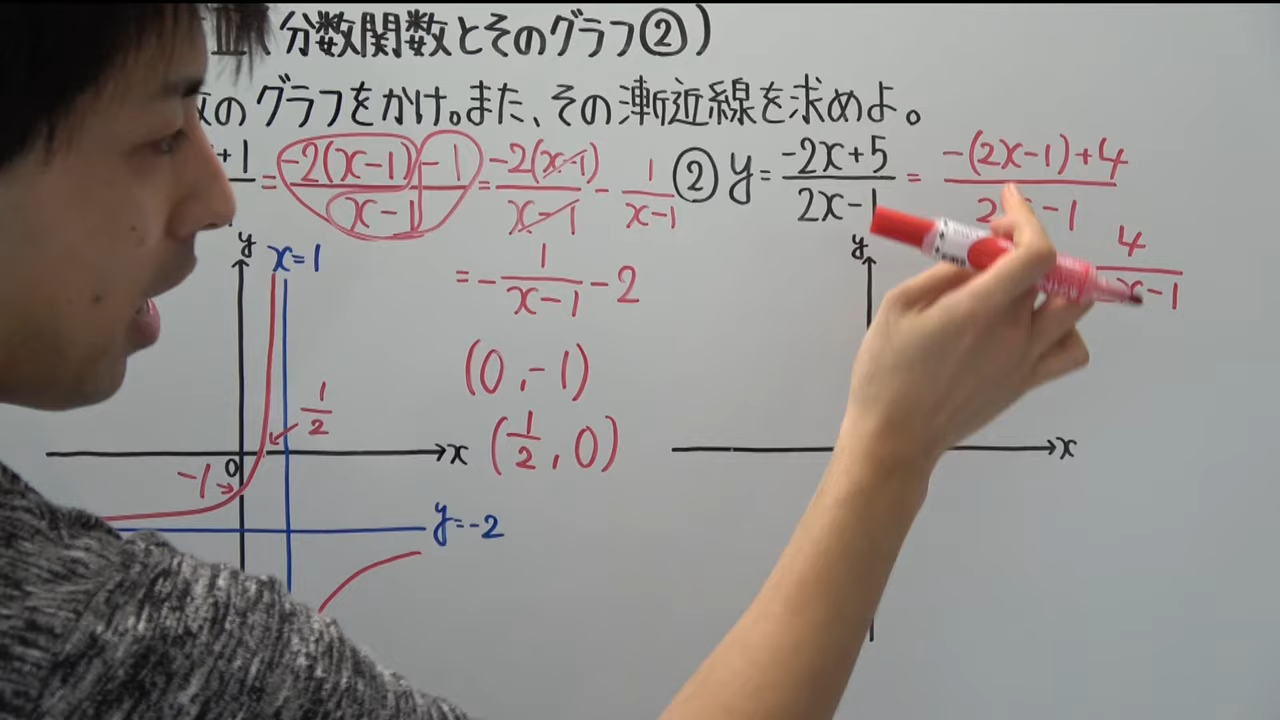 (分数関数とそのグラフ②)
のグラフをかけ。また、その漸近線を求めよ。
+1 = -2(x-1)-1 / x-1 = -2(x-1) / x-1 - 1 / x-1
= - 1 / x-1 - 2
(0,-1)
(1/2,0)
y
x=1
1/2
x
0
-1
y=-2
② y= -2x+5 / 2x-1 = -(2x-1)+4 / 2x-1
4 / x-1
y
x